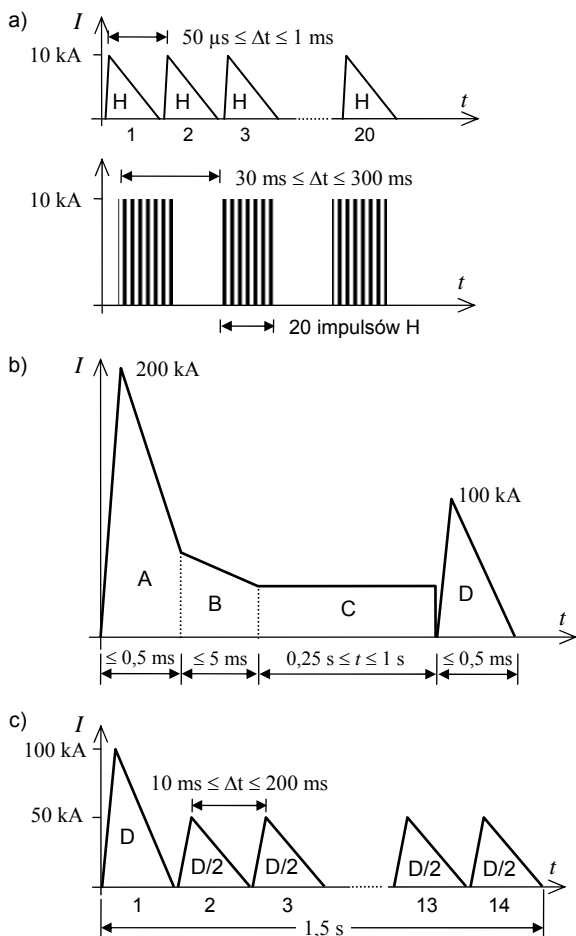 a)
I
50 µs ≤ Δt ≤ 1 ms
10 kA
H H H H
t
1 2 3 20
30 ms ≤ Δt ≤ 300 ms
10 kA
t
20 impulsów H
b)
I
200 kA
100 kA
A B C D
t
≤ 0,5 ms ≤ 5 ms 0,25 s ≤ t ≤ 1 s ≤ 0,5 ms
c)
I
100 kA
10 ms ≤ Δt ≤ 200 ms
50 kA
D D/2 D/2 D/2 D/2
t
1 2 3 13 14
1,5 s